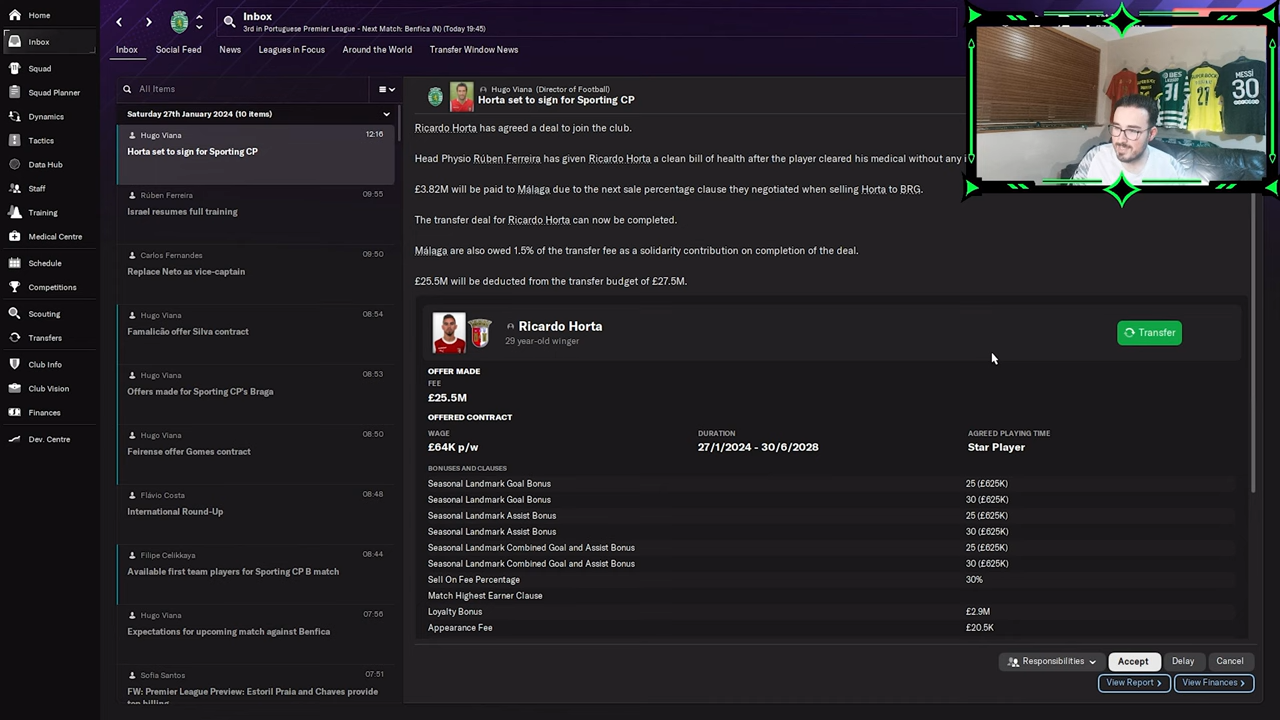 Home
Inbox
Squad
Squad Planner
Dynamics
Tactics
Data Hub
Staff
Training
Medical Centre
Schedule
Competitions
Scouting
Transfers
Club Info
Club Vision
Finances
Dev. Centre
Inbox
3rd in Portuguese Premier League - Next Match: Benfica (N) (Today 19:45)
Inbox Social Feed News Leagues in Focus Around the World Transfer Window News
All Items
Saturday 27th January 2024 (10 items)
Hugo Viana 12:16
Horta set to sign for Sporting CP
Rúben Ferreira 09:55
Israel resumes full training
Carlos Fernandes 09:50
Replace Neto as vice-captain
Hugo Viana 08:54
Famalicão offer Silva contract
Hugo Viana 08:53
Offers made for Sporting CP's Braga
Hugo Viana 08:50
Feirense offer Gomes contract
Flávio Costa 08:48
International Round-Up
Filipe Celikkaya 08:44
Available first team players for Sporting CP B match
Hugo Viana 07:56
Expectations for upcoming match against Benfica
Sofia Santos 07:51
FW: Premier League Preview: Estoril Praia and Chaves provide
top billing
Hugo Viana (Director of Football)
Horta set to sign for Sporting CP
Ricardo Horta has agreed a deal to join the club.
Head Physio Rúben Ferreira has given Ricardo Horta a clean bill of health after the player cleared his medical without any i
£3.82M will be paid to Málaga due to the next sale percentage clause they negotiated when selling Horta to BRG.
The transfer deal for Ricardo Horta can now be completed.
Málaga are also owed 1.5% of the transfer fee as a solidarity contribution on completion of the deal.
£25.5M will be deducted from the transfer budget of £27.5M.
Ricardo Horta
29 year-old winger
Transfer
OFFER MADE
FEE
£25.5M
OFFERED CONTRACT
WAGE DURATION AGREED PLAYING TIME
£64K p/w 27/1/2024 - 30/6/2028 Star Player
BONUSES AND CLAUSES
Seasonal Landmark Goal Bonus 25 (£625K)
Seasonal Landmark Goal Bonus 30 (£625K)
Seasonal Landmark Assist Bonus 25 (£625K)
Seasonal Landmark Assist Bonus 30 (£625K)
Seasonal Landmark Combined Goal and Assist Bonus 25 (£625K)
Seasonal Landmark Combined Goal and Assist Bonus 30 (£625K)
Sell On Fee Percentage 30%
Match Highest Earner Clause
Loyalty Bonus £2.9M
Appearance Fee £20.5K
Responsibilities Accept Delay Cancel
View Report View Finances
31
27
MESSI
30